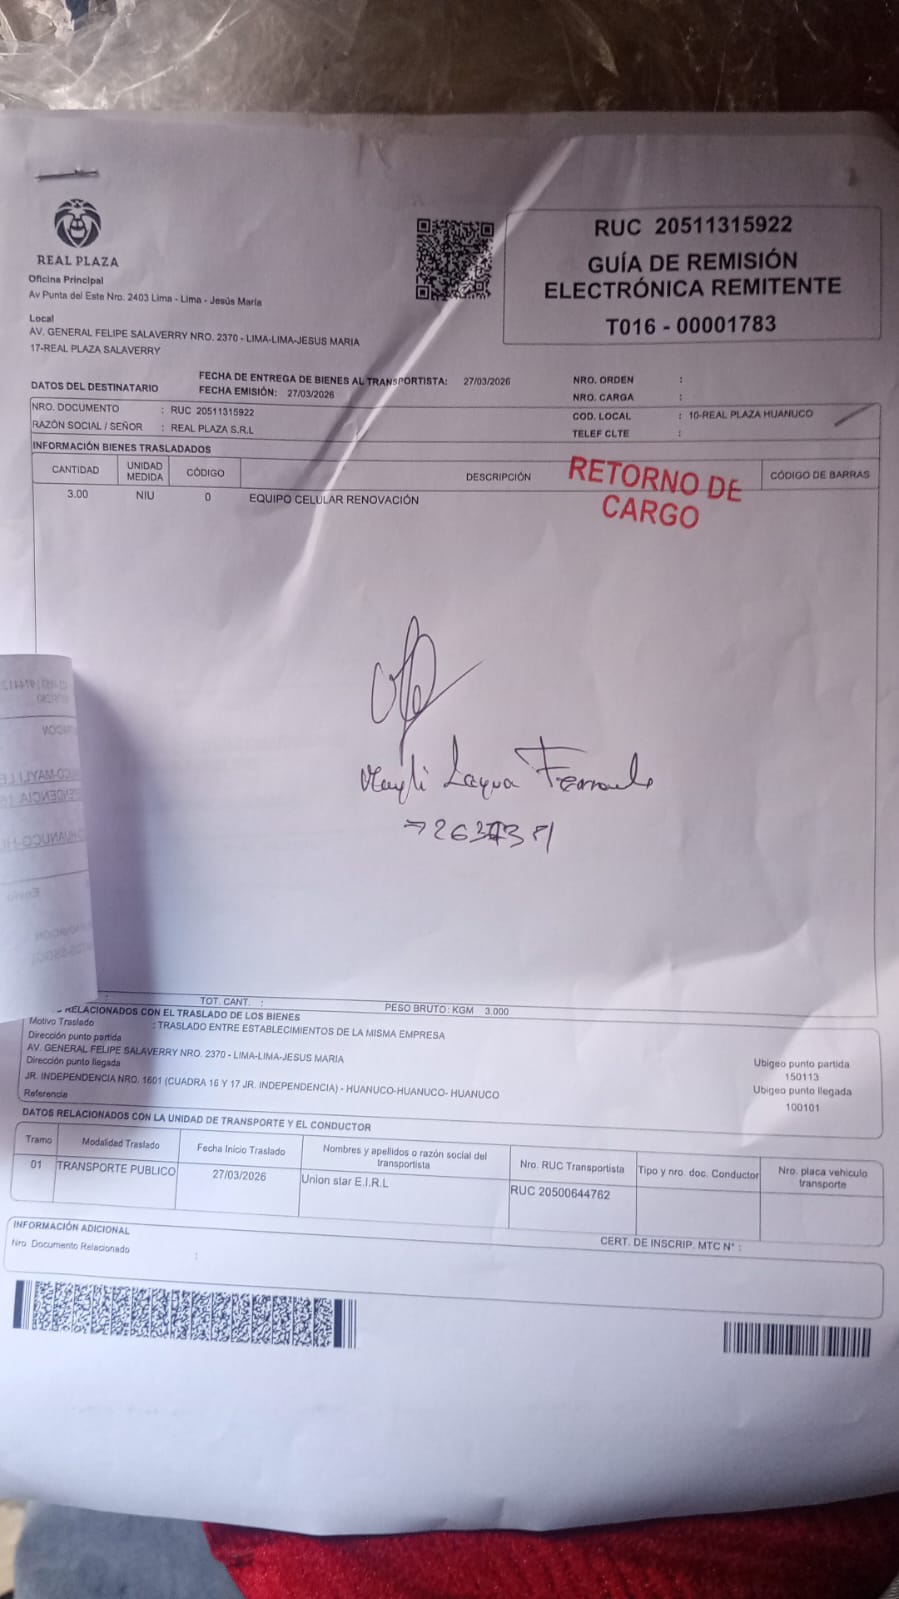 REAL PLAZA
Oficina Principal
Av Punta del Este Nro. 2403 Lima - Lima - Jesús María
Local
AV. GENERAL FELIPE SALAVERRY NRO. 2370 - LIMA-LIMA-JESUS MARIA
17-REAL PLAZA SALAVERRY
RUC 20511315922
GUÍA DE REMISIÓN
ELECTRÓNICA REMITENTE
T016 - 00001783
FECHA DE ENTREGA DE BIENES AL TRANSPORTISTA: 27/03/2026
DATOS DEL DESTINATARIO FECHA EMISIÓN: 27/03/2026
NRO. ORDEN :
NRO. CARGA :
NRO. DOCUMENTO : RUC 20511315922 COD. LOCAL : 10-REAL PLAZA HUANUCO
RAZÓN SOCIAL / SEÑOR : REAL PLAZA S.R.L TELEF CLTE :
INFORMACIÓN BIENES TRASLADADOS
CANTIDAD UNIDAD MEDIDA CÓDIGO DESCRIPCIÓN CÓDIGO DE BARRAS
3.00 NIU 0 EQUIPO CELULAR RENOVACIÓN
RETORNO DE
CARGO
TOT. CANT. : PESO BRUTO: KGM 3.000
RELACIONADOS CON EL TRASLADO DE LOS BIENES
Motivo Traslado : TRASLADO ENTRE ESTABLECIMIENTOS DE LA MISMA EMPRESA
Dirección punto partida
AV. GENERAL FELIPE SALAVERRY NRO. 2370 - LIMA-LIMA-JESUS MARIA
Dirección punto llegada
JR. INDEPENDENCIA NRO. 1601 (CUADRA 16 Y 17 JR. INDEPENDENCIA) - HUANUCO-HUANUCO- HUANUCO
Referencia
Ubigeo punto partida
150113
Ubigeo punto llegada
100101
DATOS RELACIONADOS CON LA UNIDAD DE TRANSPORTE Y EL CONDUCTOR
Tramo Modalidad Traslado Fecha Inicio Traslado Nombres y apellidos o razón social del transportista Nro. RUC Transportista Tipo y nro. doc. Conductor Nro. placa vehiculo transporte
01 TRANSPORTE PUBLICO 27/03/2026 Union star E.I.R.L RUC 20500644762
INFORMACIÓN ADICIONAL
Nro. Documento Relacionado :
CERT. DE INSCRIP. MTC N° :